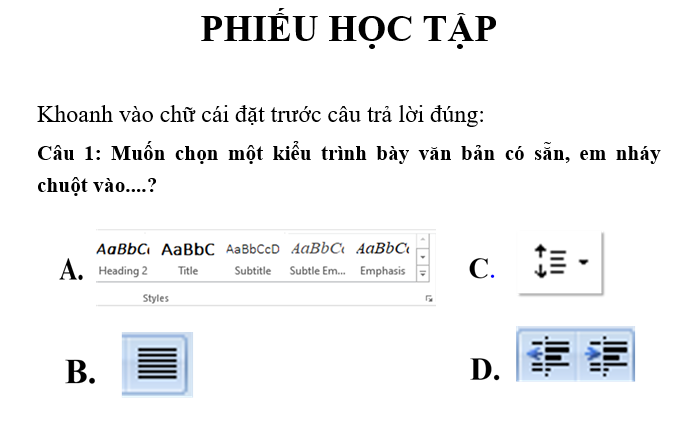 PHIẾU HỌC TẬP
Khoanh vào chữ cái đặt trước câu trả lời đúng:
Câu 1: Muốn chọn một kiểu trình bày văn bản có sẵn, em nháy
chuột vào....?
A.
AaBbCc AaBbC AaBbCcD AaBbCc AaBbCc
Heading 2 Title Subtitle Subtle Em... Emphasis
Styles
C.
B.
D.